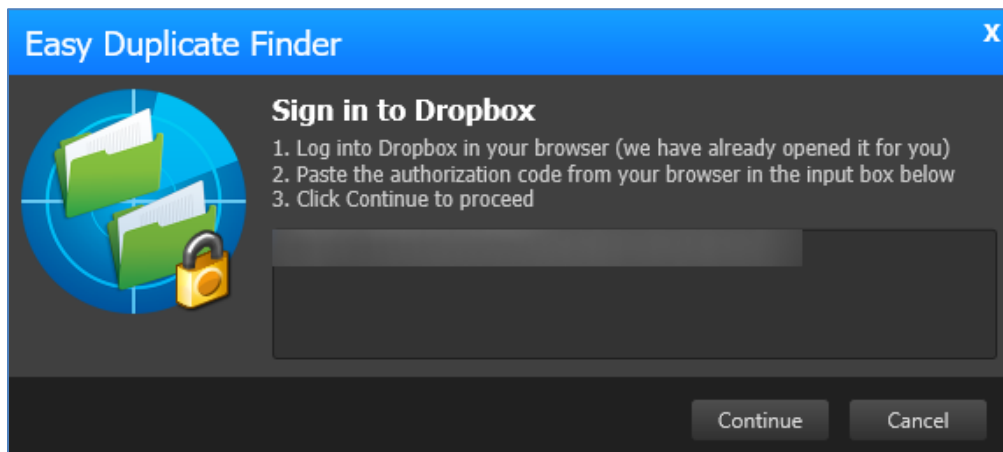 Easy Duplicate Finder
X
Sign in to Dropbox
1. Log into Dropbox in your browser (we have already opened it for you)
2. Paste the authorization code from your browser in the input box below
3. Click Continue to proceed
Continue
Cancel